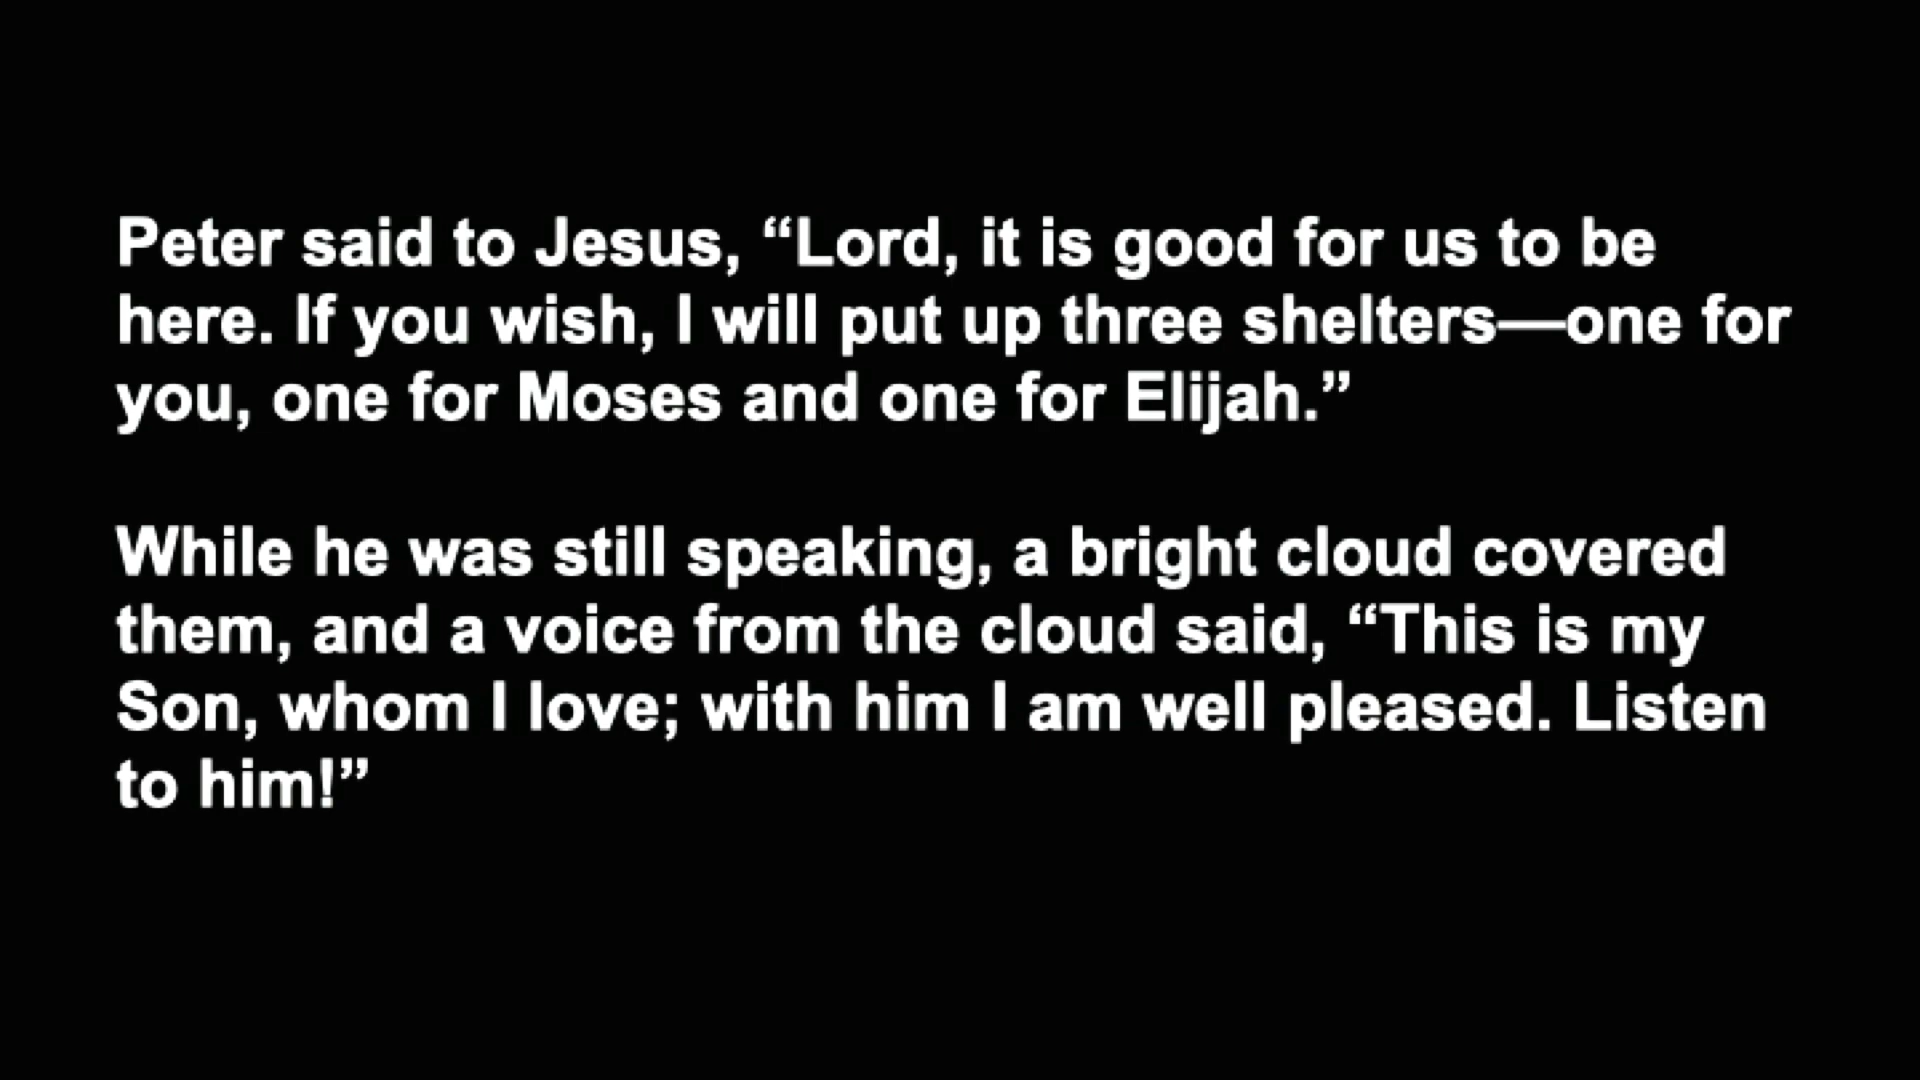 Peter said to Jesus, “Lord, it is good for us to be
here. If you wish, I will put up three shelters—one for
you, one for Moses and one for Elijah.”
While he was still speaking, a bright cloud covered
them, and a voice from the cloud said, “This is my
Son, whom I love; with him I am well pleased. Listen
to him!”